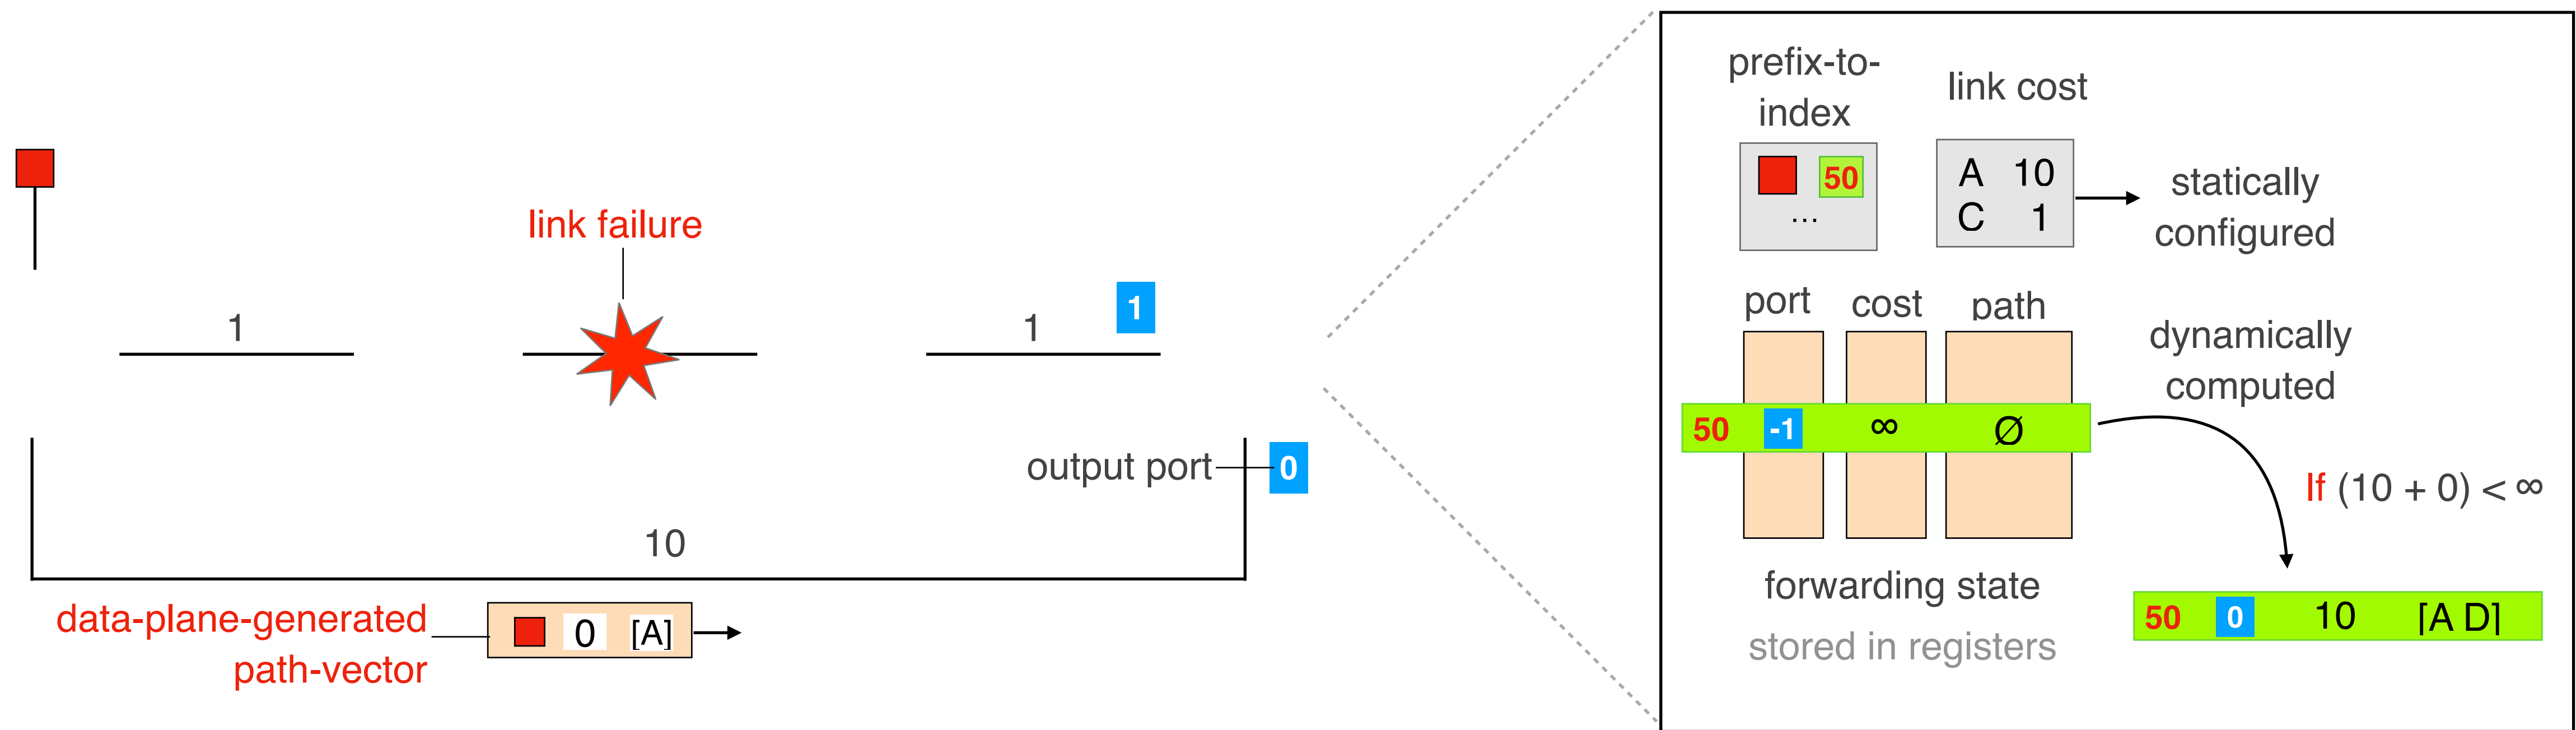 link failure
1
1
1
output port
0
10
data-plane-generated
path-vector
0 [A]
prefix-to-
index
50
...
link cost
A 10
C 1
statically
configured
port cost path
50 -1 ∞ Ø
dynamically
computed
If (10 + 0) < ∞
forwarding state
stored in registers
50 0 10 [A D]